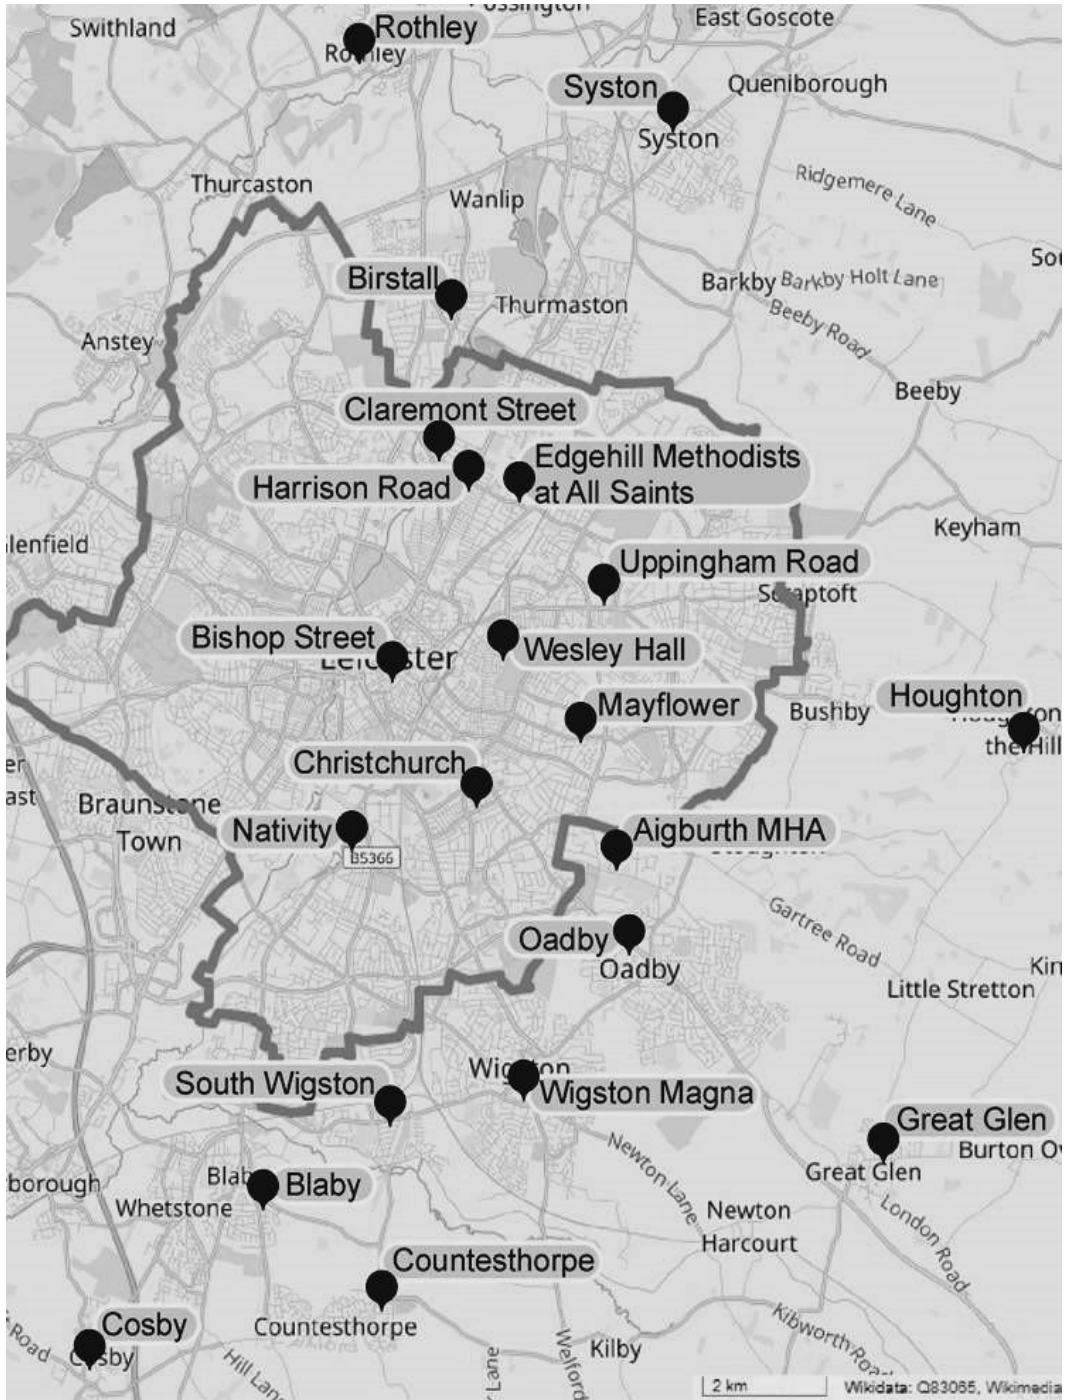 Swithland
Rothley
East Goscote
Syston
Queniborough
Syston
Thurcaston
Wanlip
Ridgemere Lane
Birstall
Thurmaston
Barkby
Barkby Holt Lane
Beeby Road
Anstey
Beeby
Claremont Street
Harrison Road
Edgehill Methodists
at All Saints
Keyham
Uppingham Road
Bishop Street
Wesley Hall
Mayflower
Houghton
Bushby
the Hill
Christchurch
Braunstone
Town
Nativity
B5366
Aigburth MHA
Gartree Road
Oadby
Oadby
Little Stretton
South Wigston
Wigston Magna
Great Glen
Great Glen
Newton Lane
Blaby
Whetstone
Newton
Harcourt
London Road
Countesthorpe
Countesthorpe
Cosby
Kilby
Kibworth Road
2 km
Wikidata: Q83065, Wikimedia